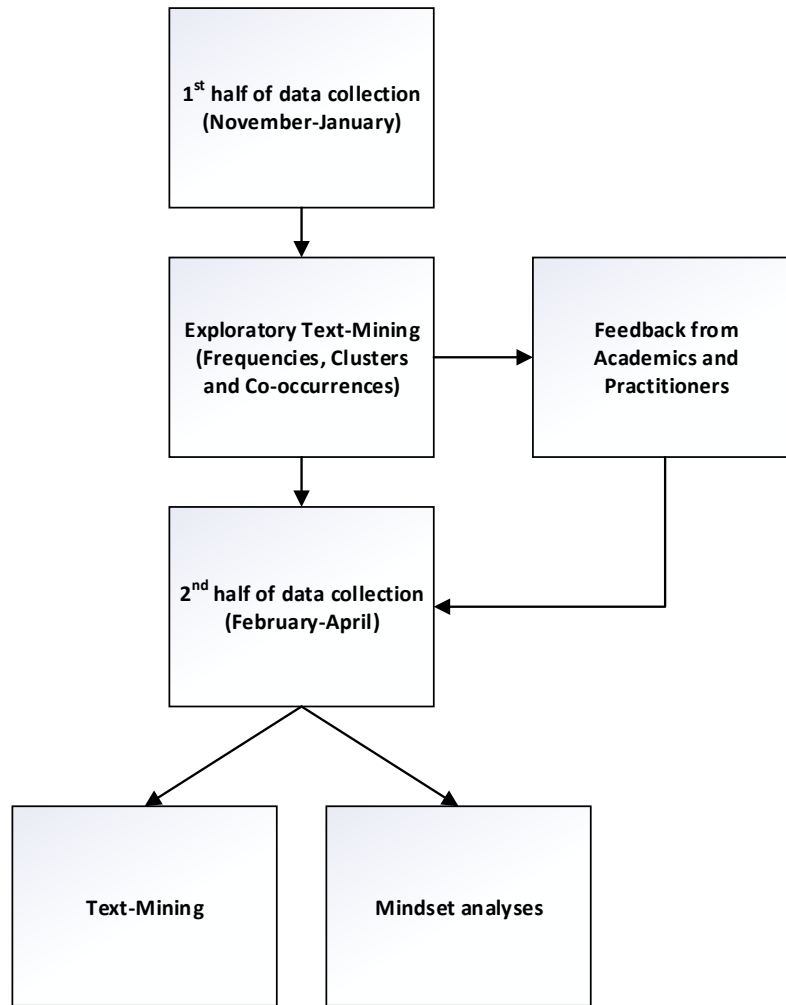 1st half of data collection
(November-January)
Exploratory Text-Mining
(Frequencies, Clusters
and Co-occurrences)
Feedback from
Academics and
Practitioners
2nd half of data collection
(February-April)
Text-Mining
Mindset analyses